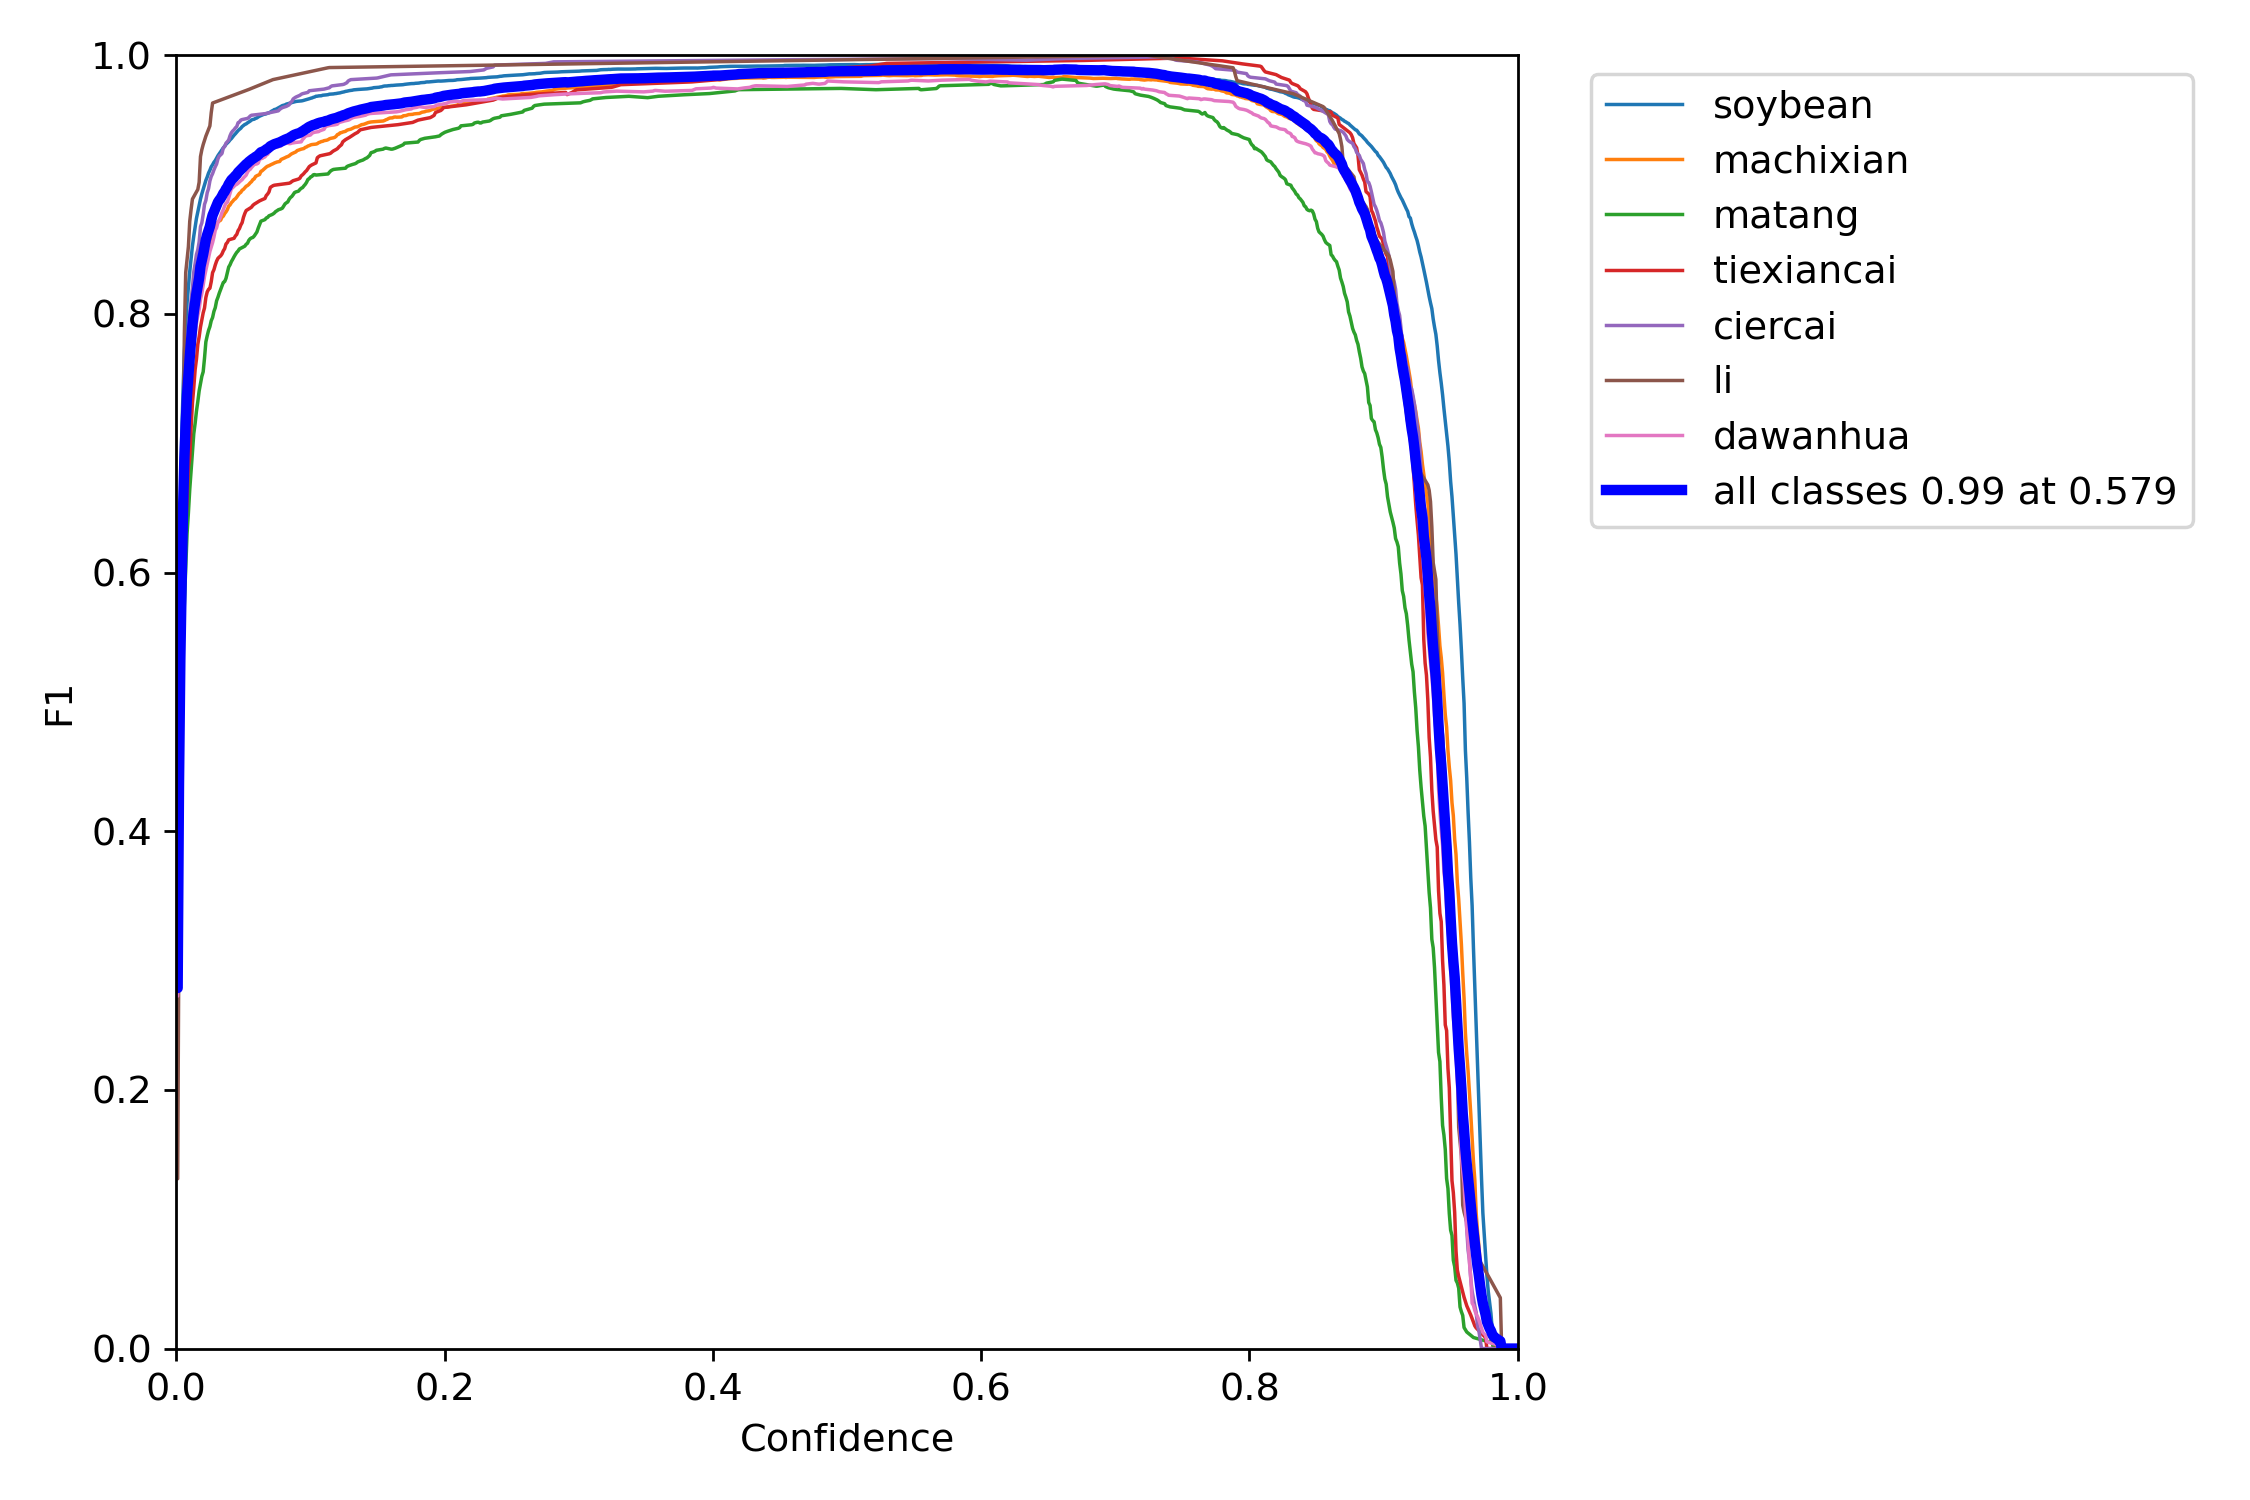 1.0
0.8
0.6
0.4
0.2
0.0
F1
0.0 0.2 0.4 0.6 0.8 1.0
Confidence
soybean
machixian
matang
tiexiancai
ciercai
li
dawanhua
all classes 0.99 at 0.579